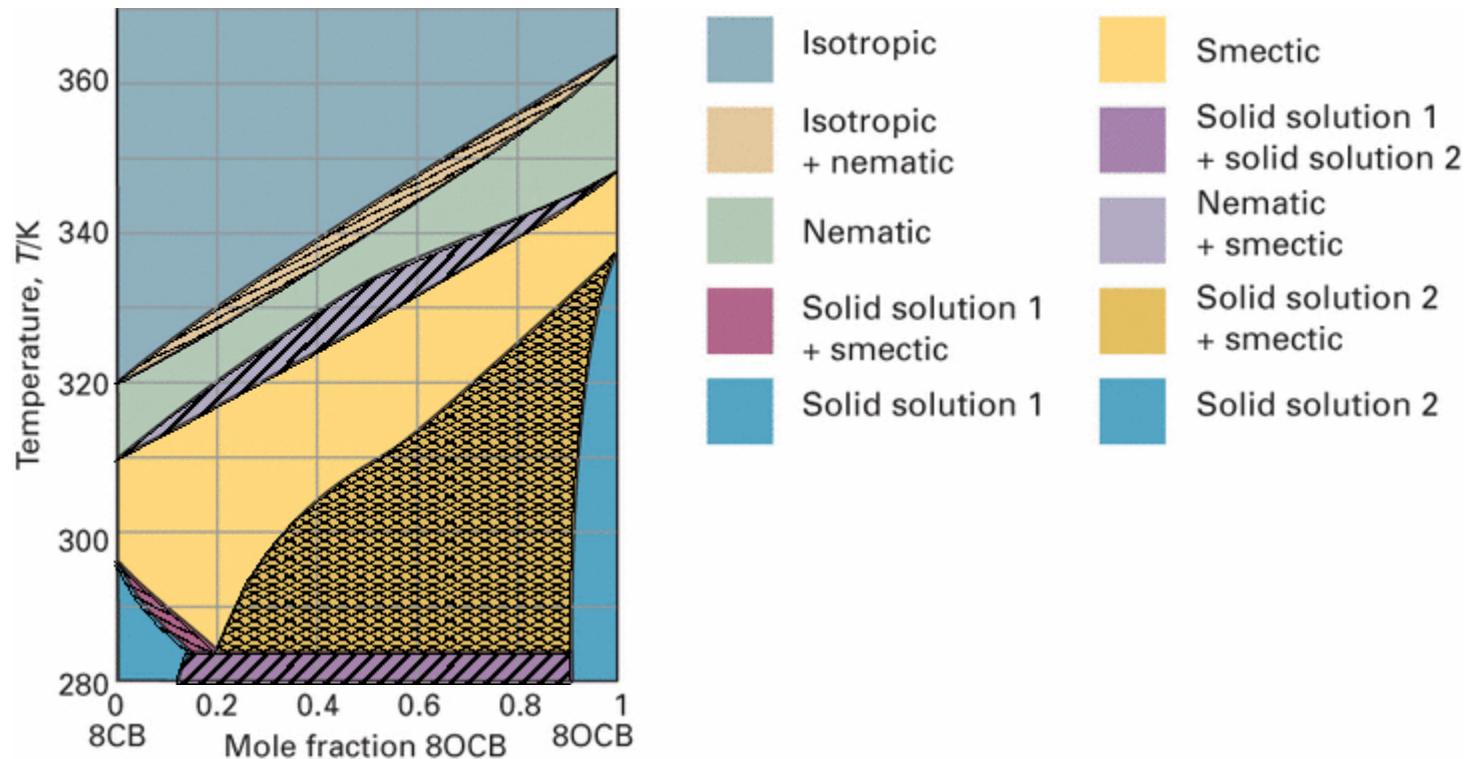 360
340
320
300
280
Temperature, T/K
0 0.2 0.4 0.6 0.8 1
8CB Mole fraction 8OCB 8OCB
Isotropic
Isotropic
+ nematic
Nematic
Solid solution 1
+ smectic
Solid solution 1
Smectic
Solid solution 1
+ solid solution 2
Nematic
+ smectic
Solid solution 2
+ smectic
Solid solution 2